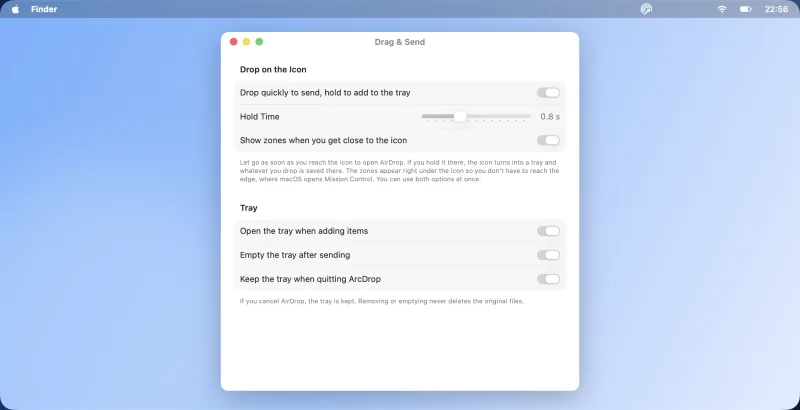 Finder
22:56
Drag & Send
Drop on the Icon
Drop quickly to send, hold to add to the tray
Hold Time
0.8 s
Show zones when you get close to the icon
Let go as soon as you reach the icon to open AirDrop. If you hold it there, the icon turns into a tray and
whatever you drop is saved there. The zones appear right under the icon so you don't have to reach the
edge, where macOS opens Mission Control. You can use both options at once.
Tray
Open the tray when adding items
Empty the tray after sending
Keep the tray when quitting ArcDrop
If you cancel AirDrop, the tray is kept. Removing or emptying never deletes the original files.